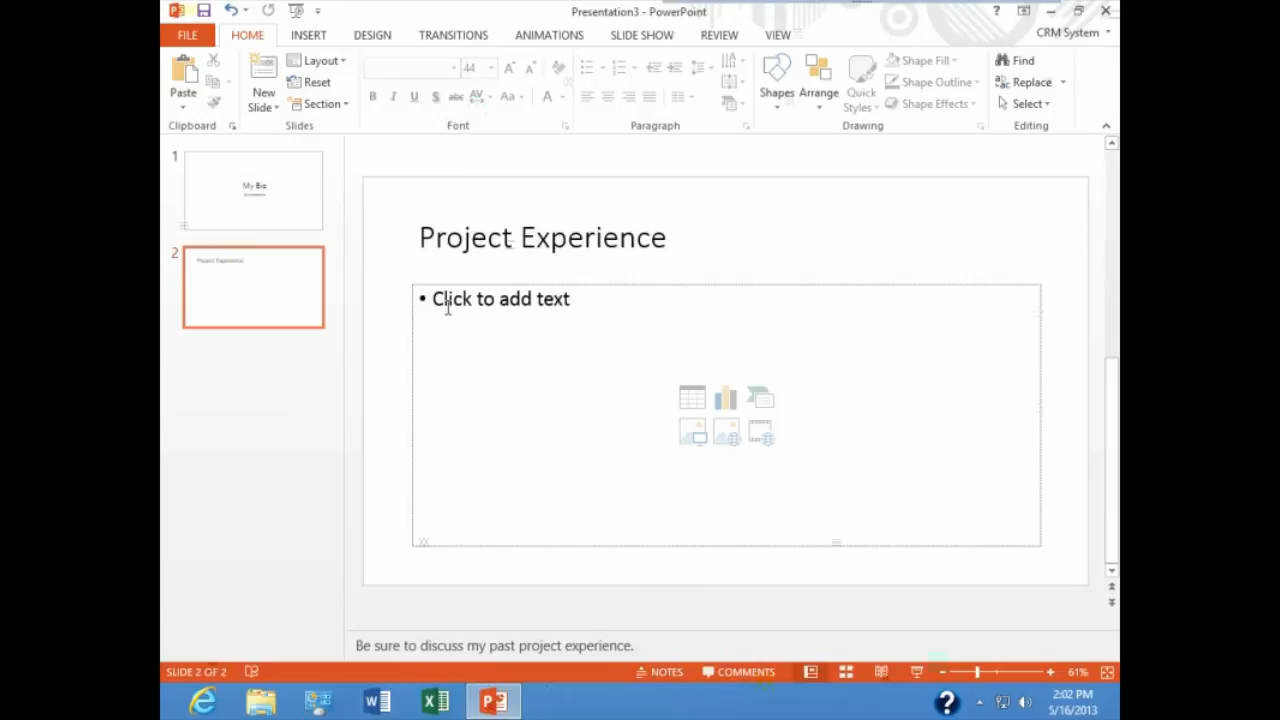 Presentation3 - PowerPoint
FILE HOME INSERT DESIGN TRANSITIONS ANIMATIONS SLIDE SHOW REVIEW VIEW CRM System
Paste
New Slide
Layout
Reset
Section
44
Shapes
Arrange
Quick Styles
Shape Fill
Shape Outline
Shape Effects
Find
Replace
Select
Clipboard Slides Font Paragraph Drawing Editing
1
My Bio
2
Project Experience
Project Experience
• Click to add text
Be sure to discuss my past project experience.
SLIDE 2 OF 2 NOTES COMMENTS 61%
2:02 PM
5/16/2013